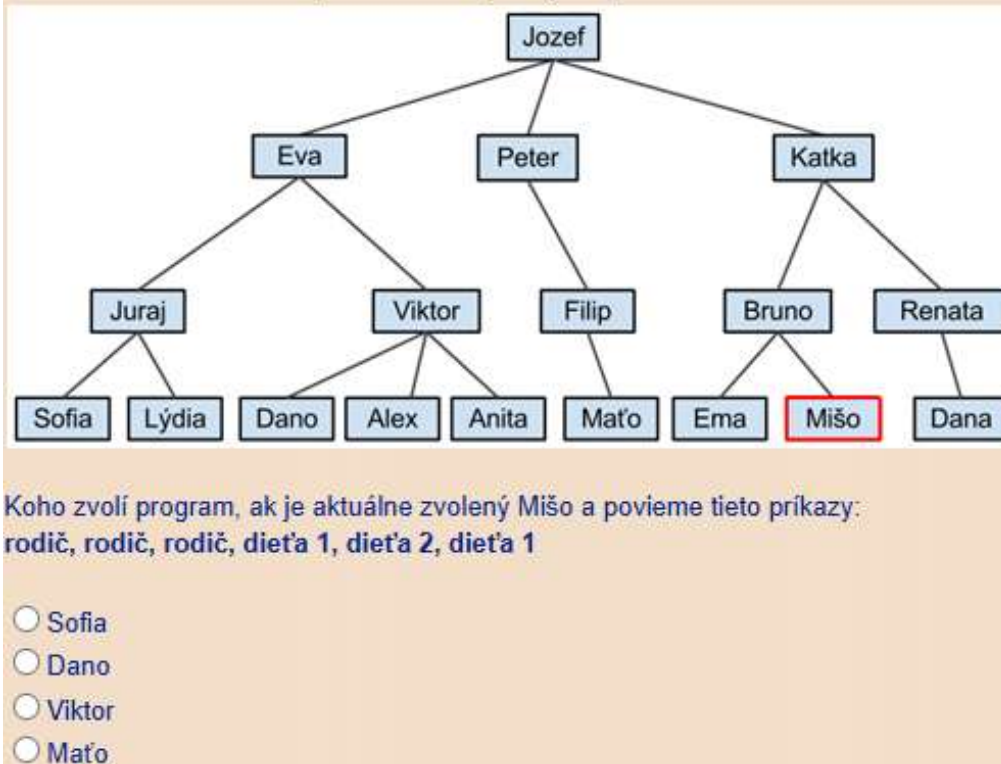 Jozef
Eva Peter Katka
Juraj Viktor Filip Bruno Renata
Sofia Lýdia Dano Alex Anita Maťo Ema Mišo Dana
Koho zvolí program, ak je aktuálne zvolený Mišo a povieme tieto príkazy:
rodič, rodič, rodič, dieťa 1, dieťa 2, dieťa 1
Sofia
Dano
Viktor
Maťo